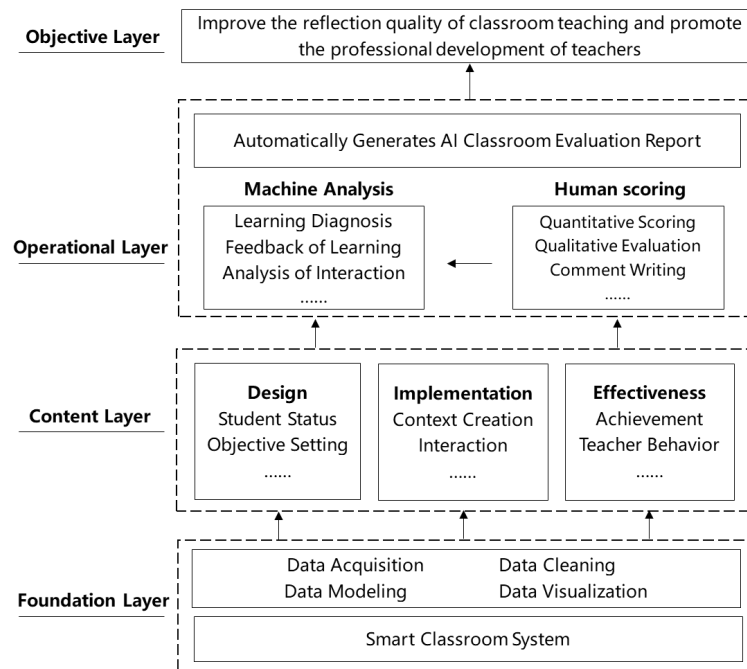 Objective Layer
Improve the reflection quality of classroom teaching and promote
the professional development of teachers
Operational Layer
Automatically Generates AI Classroom Evaluation Report
Machine Analysis
Learning Diagnosis
Feedback of Learning
Analysis of Interaction
......
Human scoring
Quantitative Scoring
Qualitative Evaluation
Comment Writing
......
Content Layer
Design
Student Status
Objective Setting
......
Implementation
Context Creation
Interaction
......
Effectiveness
Achievement
Teacher Behavior
......
Foundation Layer
Data Acquisition
Data Cleaning
Data Modeling
Data Visualization
Smart Classroom System